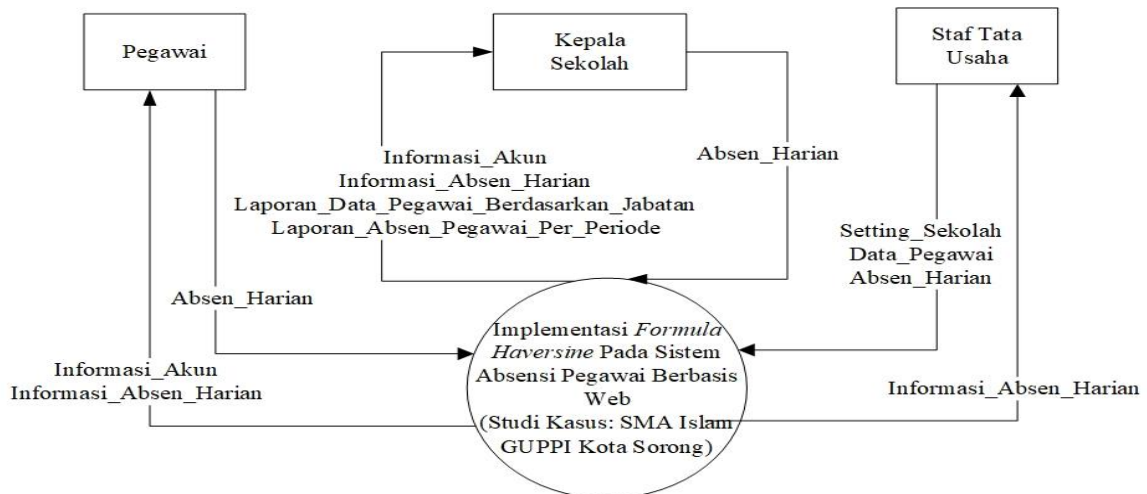 Pegawai
Kepala
Sekolah
Staf Tata
Usaha
Informasi_Akun
Informasi_Absen_Harian
Laporan_Data_Pegawai_Berdasarkan_Jabatan
Laporan_Absen_Pegawai_Per_Periode
Absen_Harian
Setting_Sekolah
Data_Pegawai
Absen_Harian
Absen_Harian
Informasi_Akun
Informasi_Absen_Harian
Implementasi Formula
Haversine Pada Sistem
Absensi Pegawai Berbasis
Web
(Studi Kasus: SMA Islam
GUPPI Kota Sorong)
Informasi_Absen_Harian